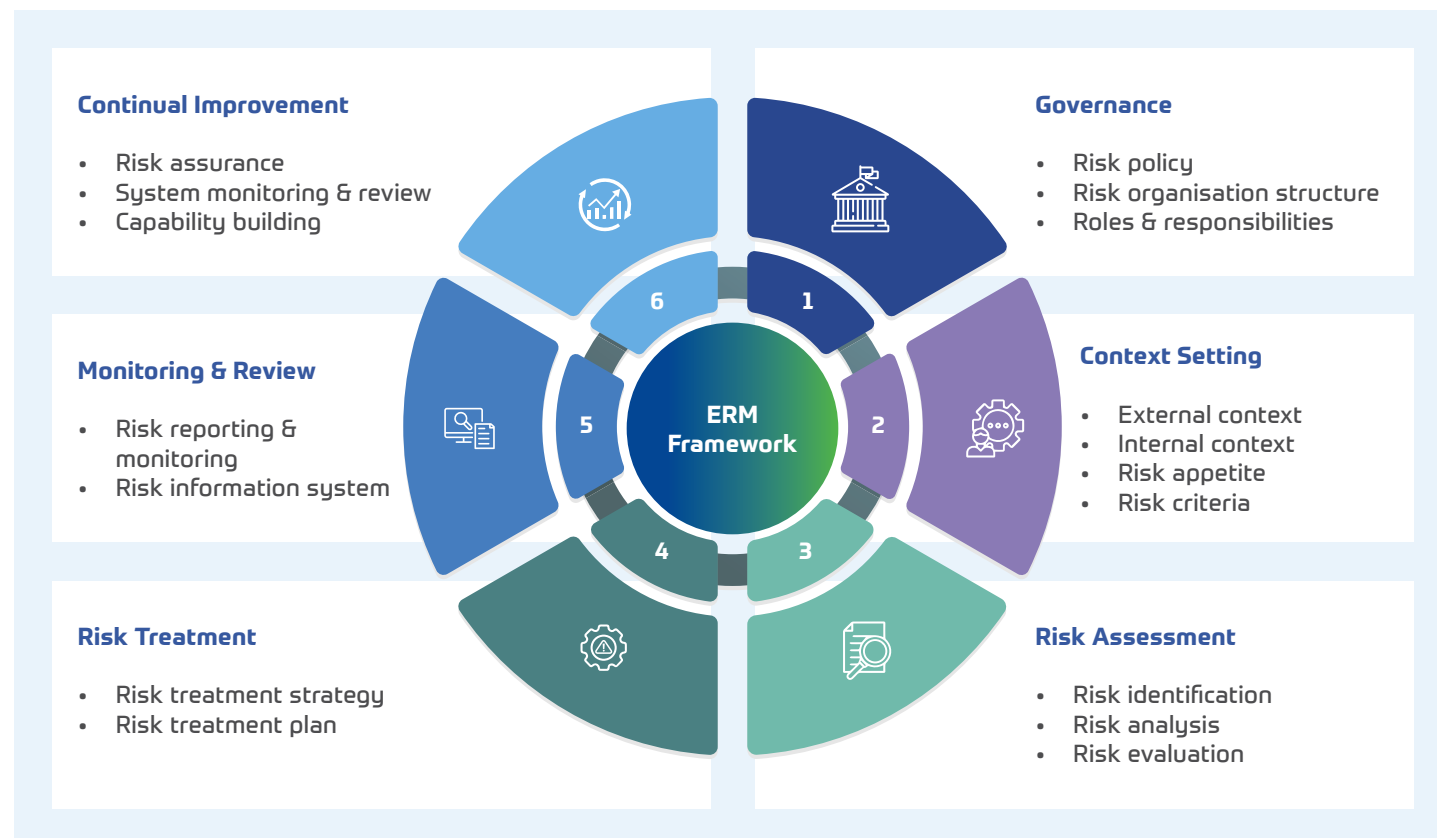 Continual Improvement
• Risk assurance
• System monitoring & review
• Capability building
Governance
• Risk policy
• Risk organisation structure
• Roles & responsibilities
Monitoring & Review
• Risk reporting &
monitoring
• Risk information system
Context Setting
• External context
• Internal context
• Risk appetite
• Risk criteria
Risk Treatment
• Risk treatment strategy
• Risk treatment plan
Risk Assessment
• Risk identification
• Risk analysis
• Risk evaluation
6
1
5
ERM
Framework
2
4
3